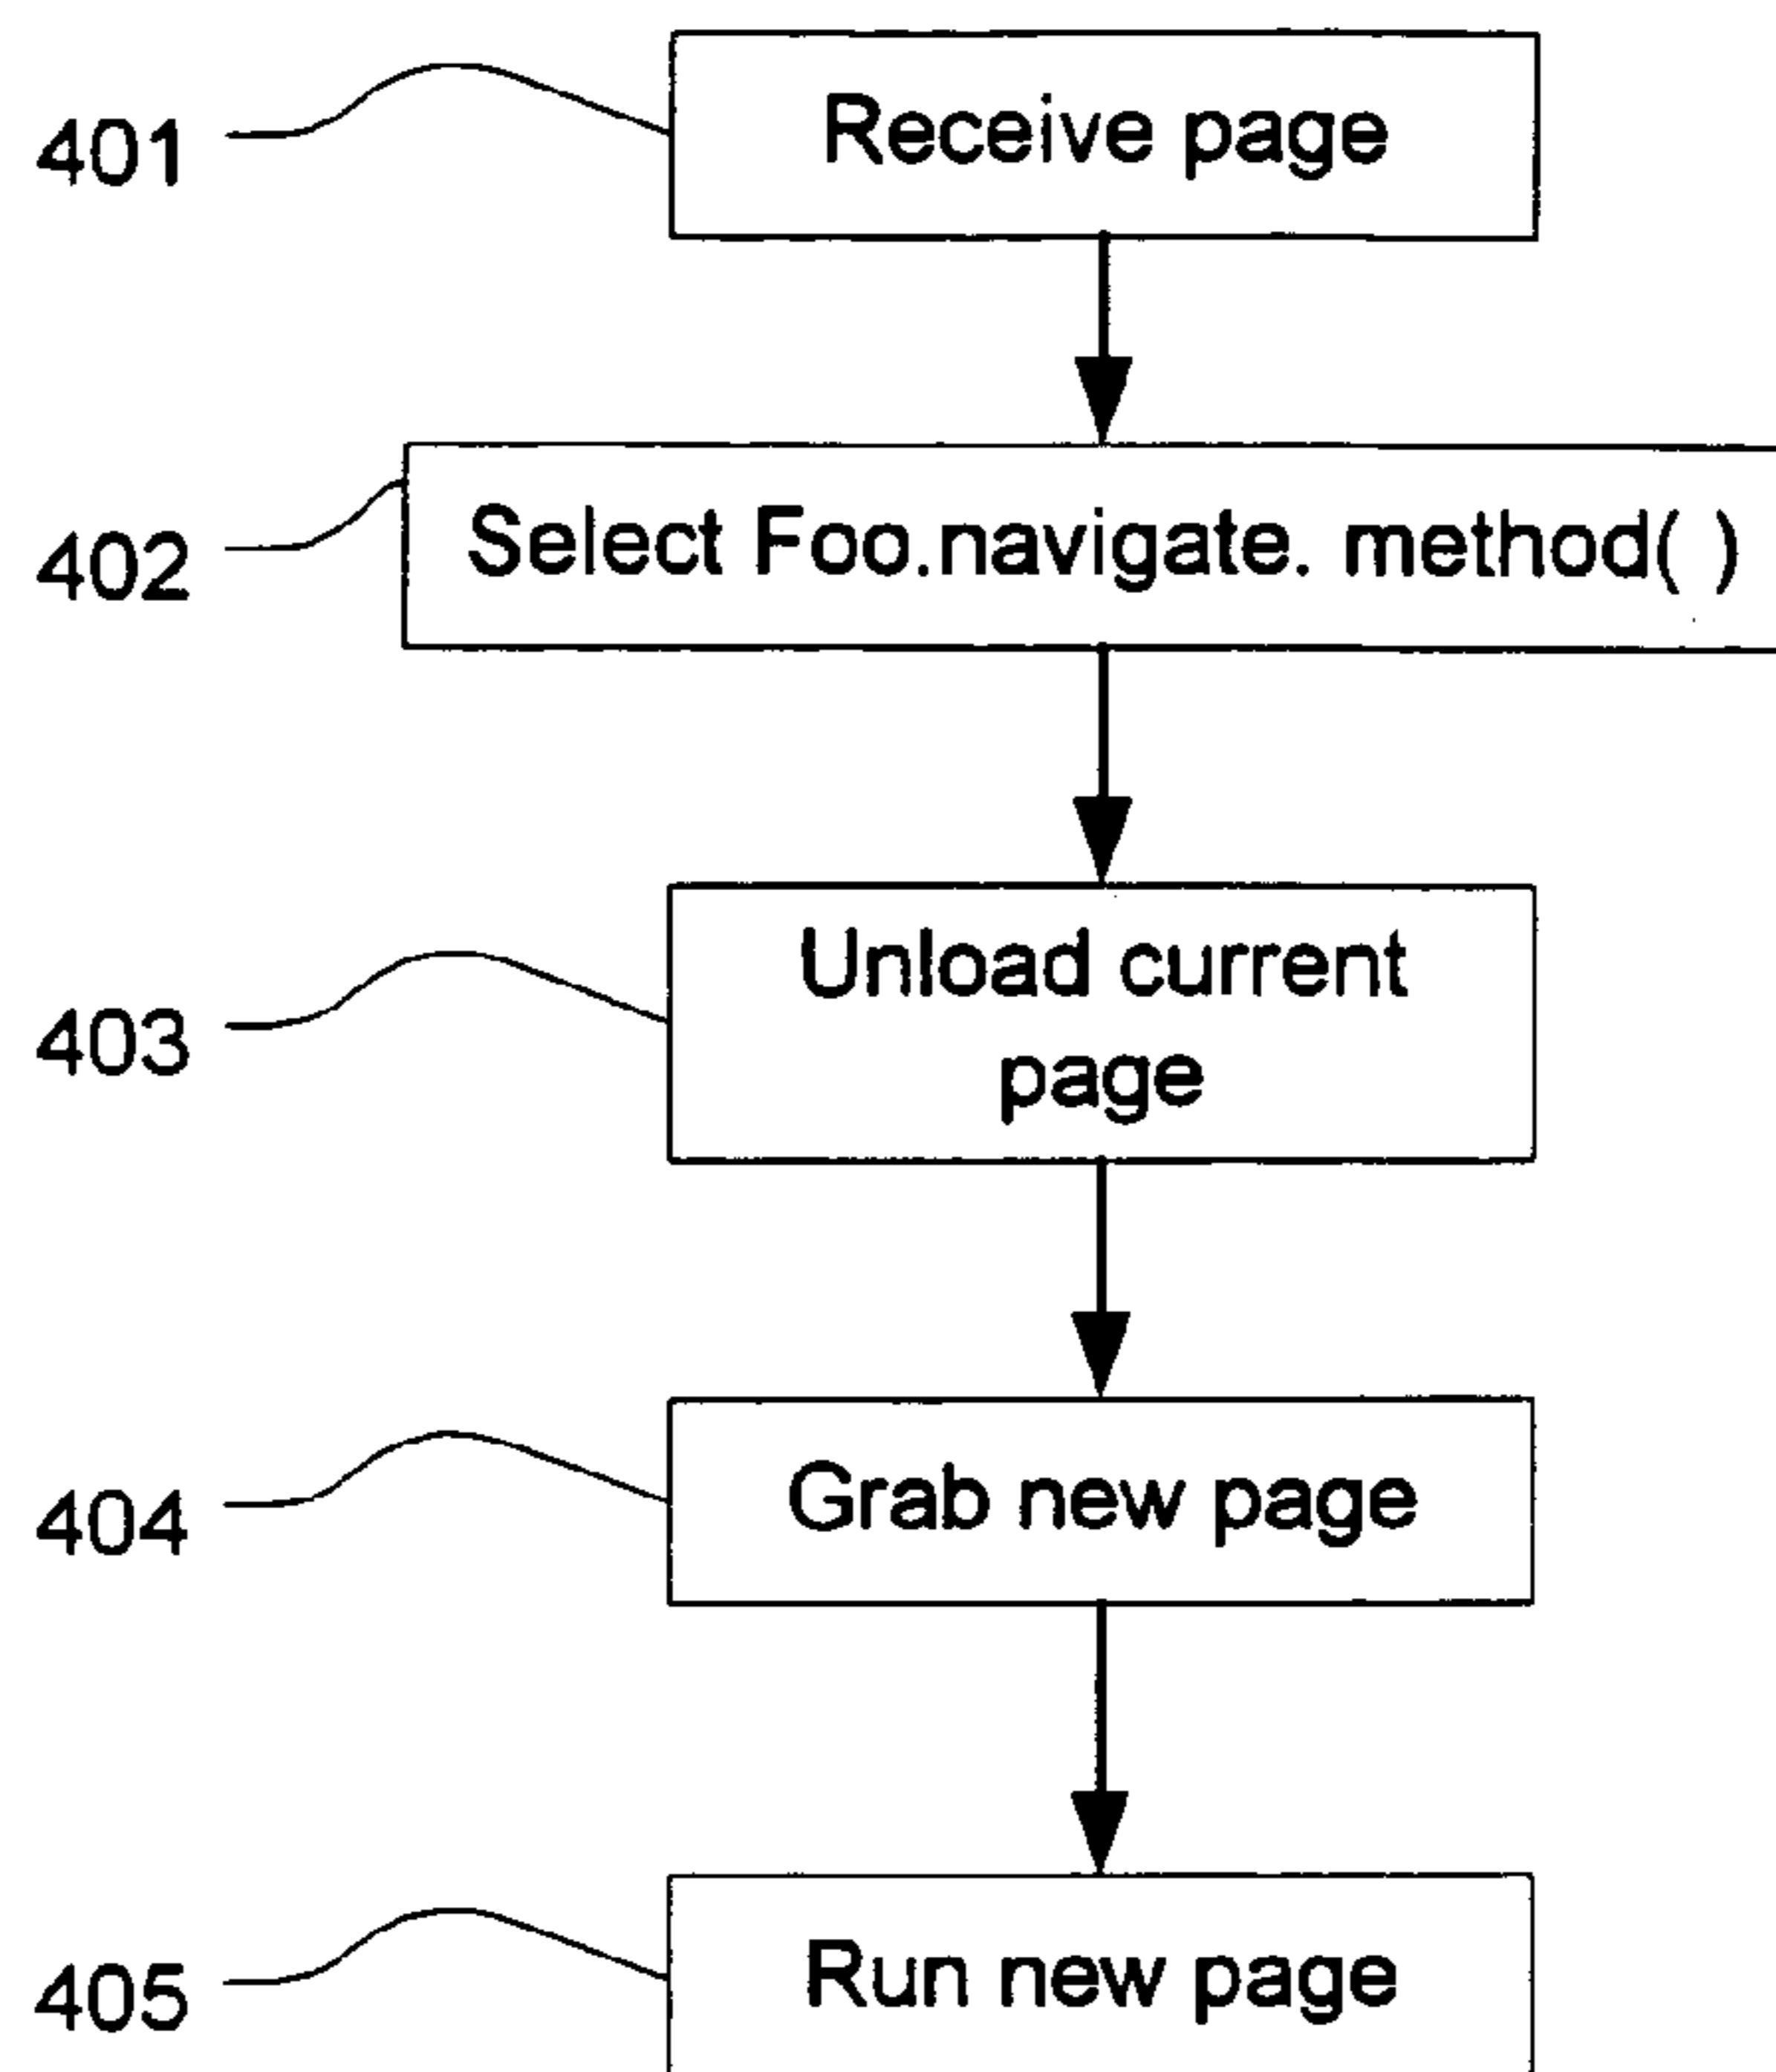 401
Receive page
402
Select Foo.navigate. method( )
403
Unload current
page
404
Grab new page
405
Run new page